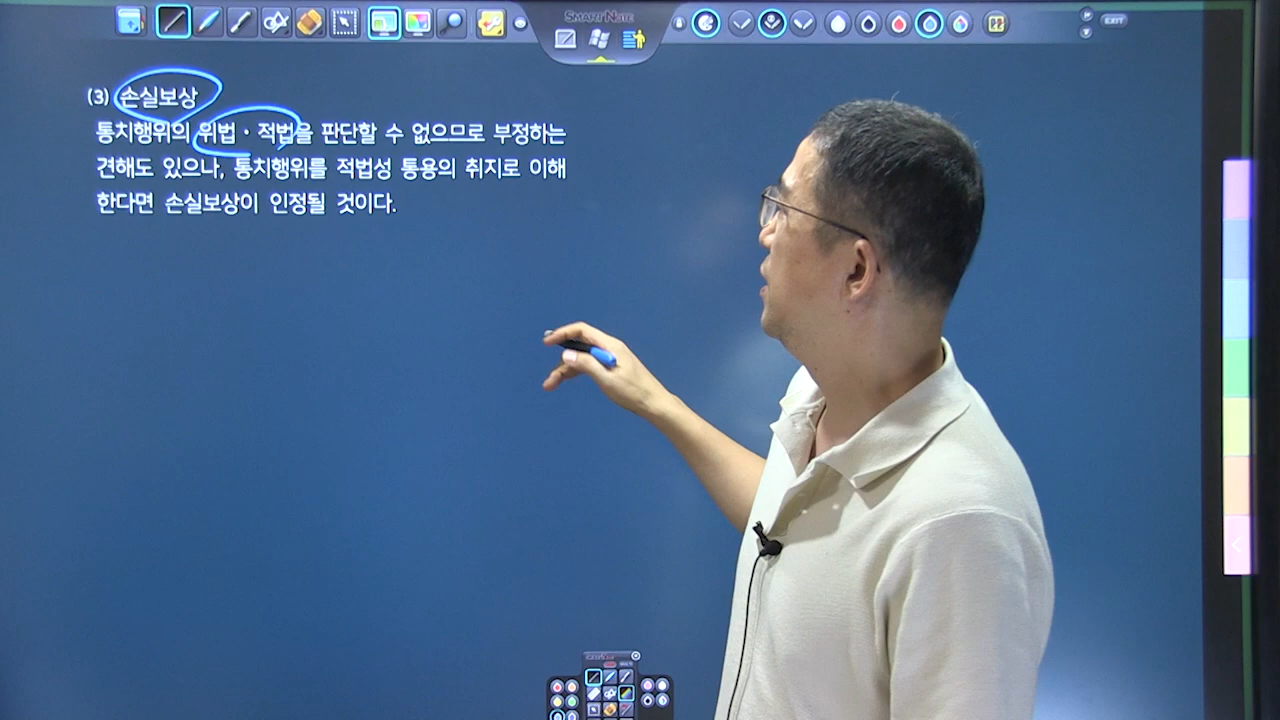 SMARTNOTE
EXIT
(3) 손실보상
통치행위의 위법·적법을 판단할 수 없으므로 부정하는
견해도 있으나, 통치행위를 적법성 통용의 취지로 이해
한다면 손실보상이 인정될 것이다.